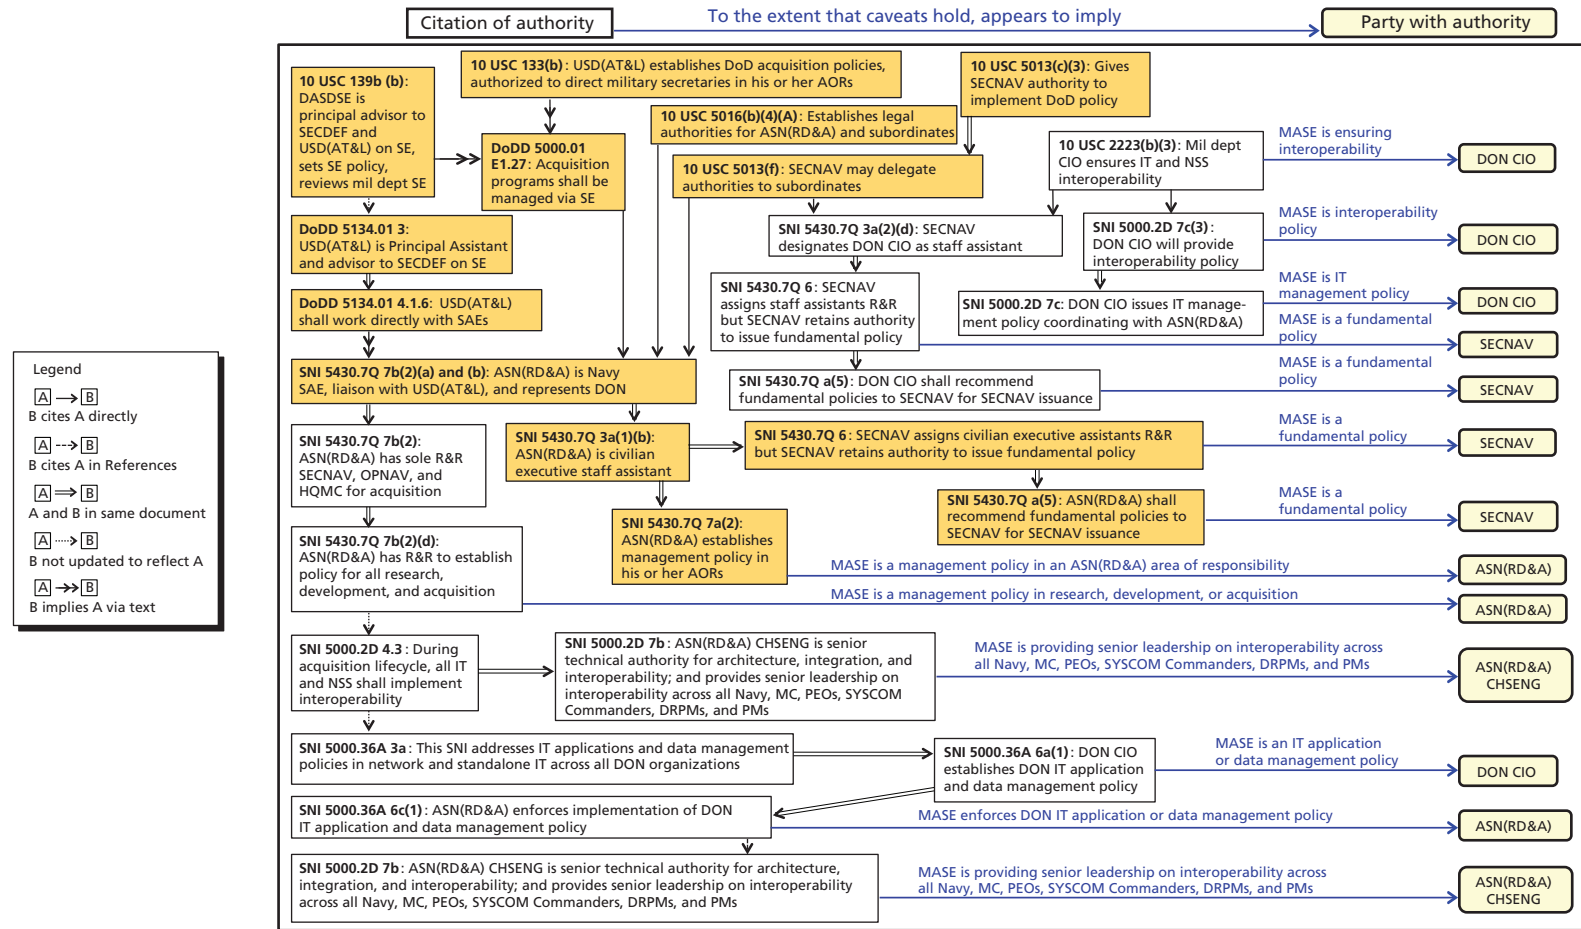 Citation of authority
To the extent that caveats hold, appears to imply
Party with authority
10 USC 139b (b):
DASDSE is
principal advisor to
SECDEF and
USD(AT&L) on SE,
sets SE policy,
reviews mil dept SE
10 USC 133(b): USD(AT&L) establishes DoD acquisition policies,
authorized to direct military secretaries in his or her AORs
10 USC 5013(c)(3): Gives
SECNAV authority to
implement DoD policy
10 USC 5016(b)(4)(A): Establishes legal
authorities for ASN(RD&A) and subordinates
DoDD 5000.01
E1.27: Acquisition
programs shall be
managed via SE
10 USC 5013(f): SECNAV may delegate
authorities to subordinates
10 USC 2223(b)(3): Mil dept
CIO ensures IT and NSS
interoperability
MASE is ensuring
interoperability
DON CIO
DoDD 5134.01 3:
USD(AT&L) is Principal Assistant
and advisor to SECDEF on SE
SNI 5430.7Q 3a(2)(d): SECNAV
designates DON CIO as staff assistant
SNI 5000.2D 7c(3):
DON CIO will provide
interoperability policy
MASE is interoperability
policy
DON CIO
DoDD 5134.01 4.1.6: USD(AT&L)
shall work directly with SAEs
SNI 5430.7Q 6: SECNAV
assigns staff assistants R&R
but SECNAV retains authority
to issue fundamental policy
SNI 5000.2D 7c: DON CIO issues IT manage-
ment policy coordinating with ASN(RD&A)
MASE is IT
management policy
DON CIO
MASE is a fundamental
policy
SECNAV
SNI 5430.7Q 7b(2)(a) and (b): ASN(RD&A) is Navy
SAE, liaison with USD(AT&L), and represents DON
SNI 5430.7Q a(5): DON CIO shall recommend
fundamental policies to SECNAV for SECNAV issuance
MASE is a fundamental
policy
SECNAV
Legend
A B
B cites A directly
A B
B cites A in References
A B
A and B in same document
A B
B not updated to reflect A
A B
B implies A via text
SNI 5430.7Q 7b(2):
ASN(RD&A) has sole R&R
SECNAV, OPNAV, and
HQMC for acquisition
SNI 5430.7Q 3a(1)(b):
ASN(RD&A) is civilian
executive staff assistant
SNI 5430.7Q 6: SECNAV assigns civilian executive assistants R&R
but SECNAV retains authority to issue fundamental policy
MASE is a
fundamental policy
SECNAV
SNI 5430.7Q a(5): ASN(RD&A) shall
recommend fundamental policies to
SECNAV for SECNAV issuance
MASE is a
fundamental policy
SECNAV
SNI 5430.7Q 7a(2):
ASN(RD&A) establishes
management policy in
his or her AORs
MASE is a management policy in an ASN(RD&A) area of responsibility
ASN(RD&A)
SNI 5430.7Q 7b(2)(d):
ASN(RD&A) has R&R to establish
policy for all research,
development, and acquisition
MASE is a management policy in research, development, or acquisition
ASN(RD&A)
SNI 5000.2D 4.3: During
acquisition lifecycle, all IT
and NSS shall implement
interoperability
SNI 5000.2D 7b: ASN(RD&A) CHSENG is senior
technical authority for architecture, integration, and
interoperability; and provides senior leadership on
interoperability across all Navy, MC, PEOs, SYSCOM
Commanders, DRPMs, and PMs
MASE is providing senior leadership on interoperability across
all Navy, MC, PEOs, SYSCOM Commanders, DRPMs, and PMs
ASN(RD&A)
CHSENG
SNI 5000.36A 3a: This SNI addresses IT applications and data management
policies in network and standalone IT across all DON organizations
SNI 5000.36A 6a(1): DON CIO
establishes DON IT application
and data management policy
MASE is an IT application
or data management policy
DON CIO
SNI 5000.36A 6c(1): ASN(RD&A) enforces implementation of DON
IT application and data management policy
MASE enforces DON IT application or data management policy
ASN(RD&A)
SNI 5000.2D 7b: ASN(RD&A) CHSENG is senior technical authority for architecture,
integration, and interoperability; and provides senior leadership on interoperability
across all Navy, MC, PEOs, SYSCOM Commanders, DRPMs, and PMs
MASE is providing senior leadership on interoperability across
all Navy, MC, PEOs, SYSCOM Commanders, DRPMs, and PMs
ASN(RD&A)
CHSENG